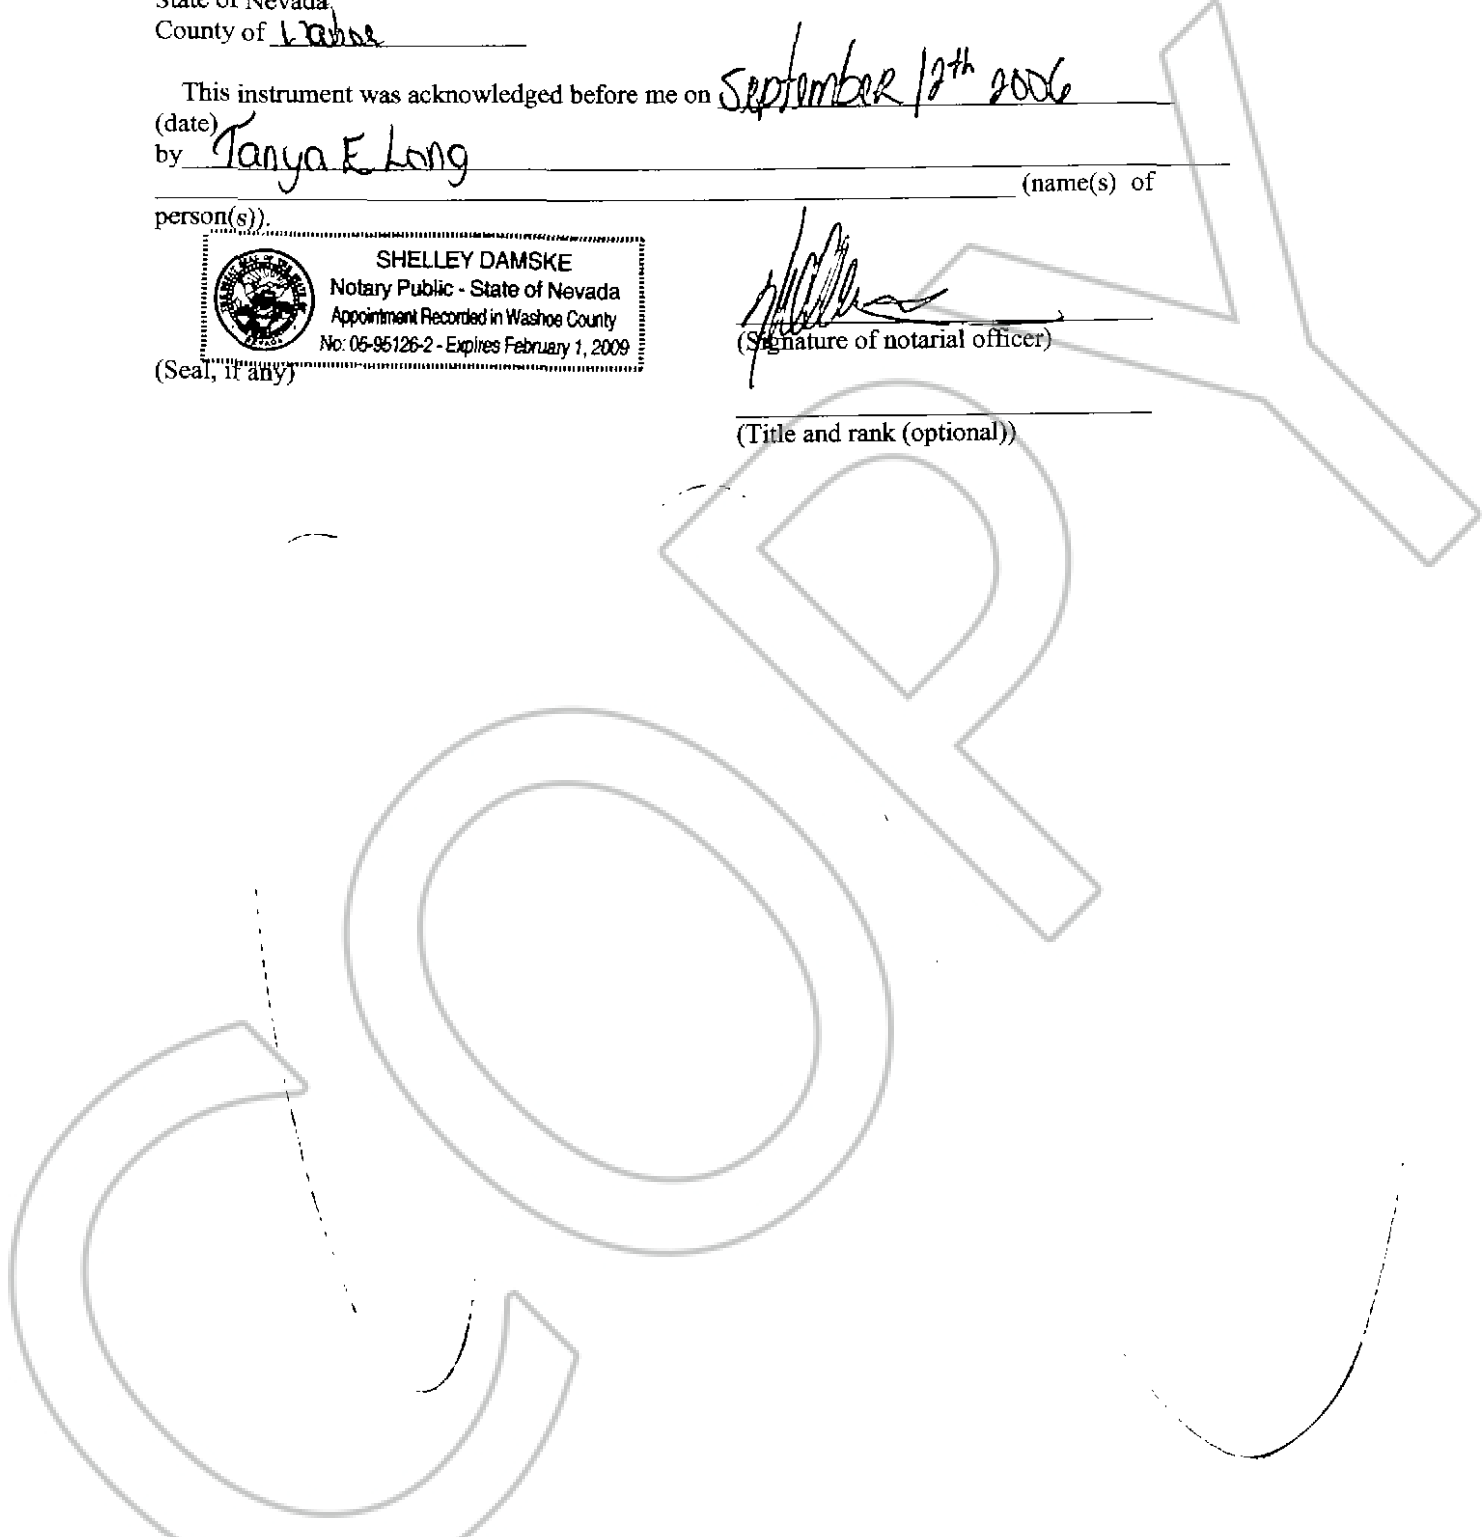 State of Nevada
County of Washoe
This instrument was acknowledged before me on September 12th 2006
(date)
by Tanya E Long
(name(s) of
person(s)).
SHELLEY DAMSKE
Notary Public - State of Nevada
Appointment Recorded in Washoe County
No: 05-95126-2 - Expires February 1, 2009
(Signature of notarial officer)
(Seal, if any)
(Title and rank (optional))
COPY